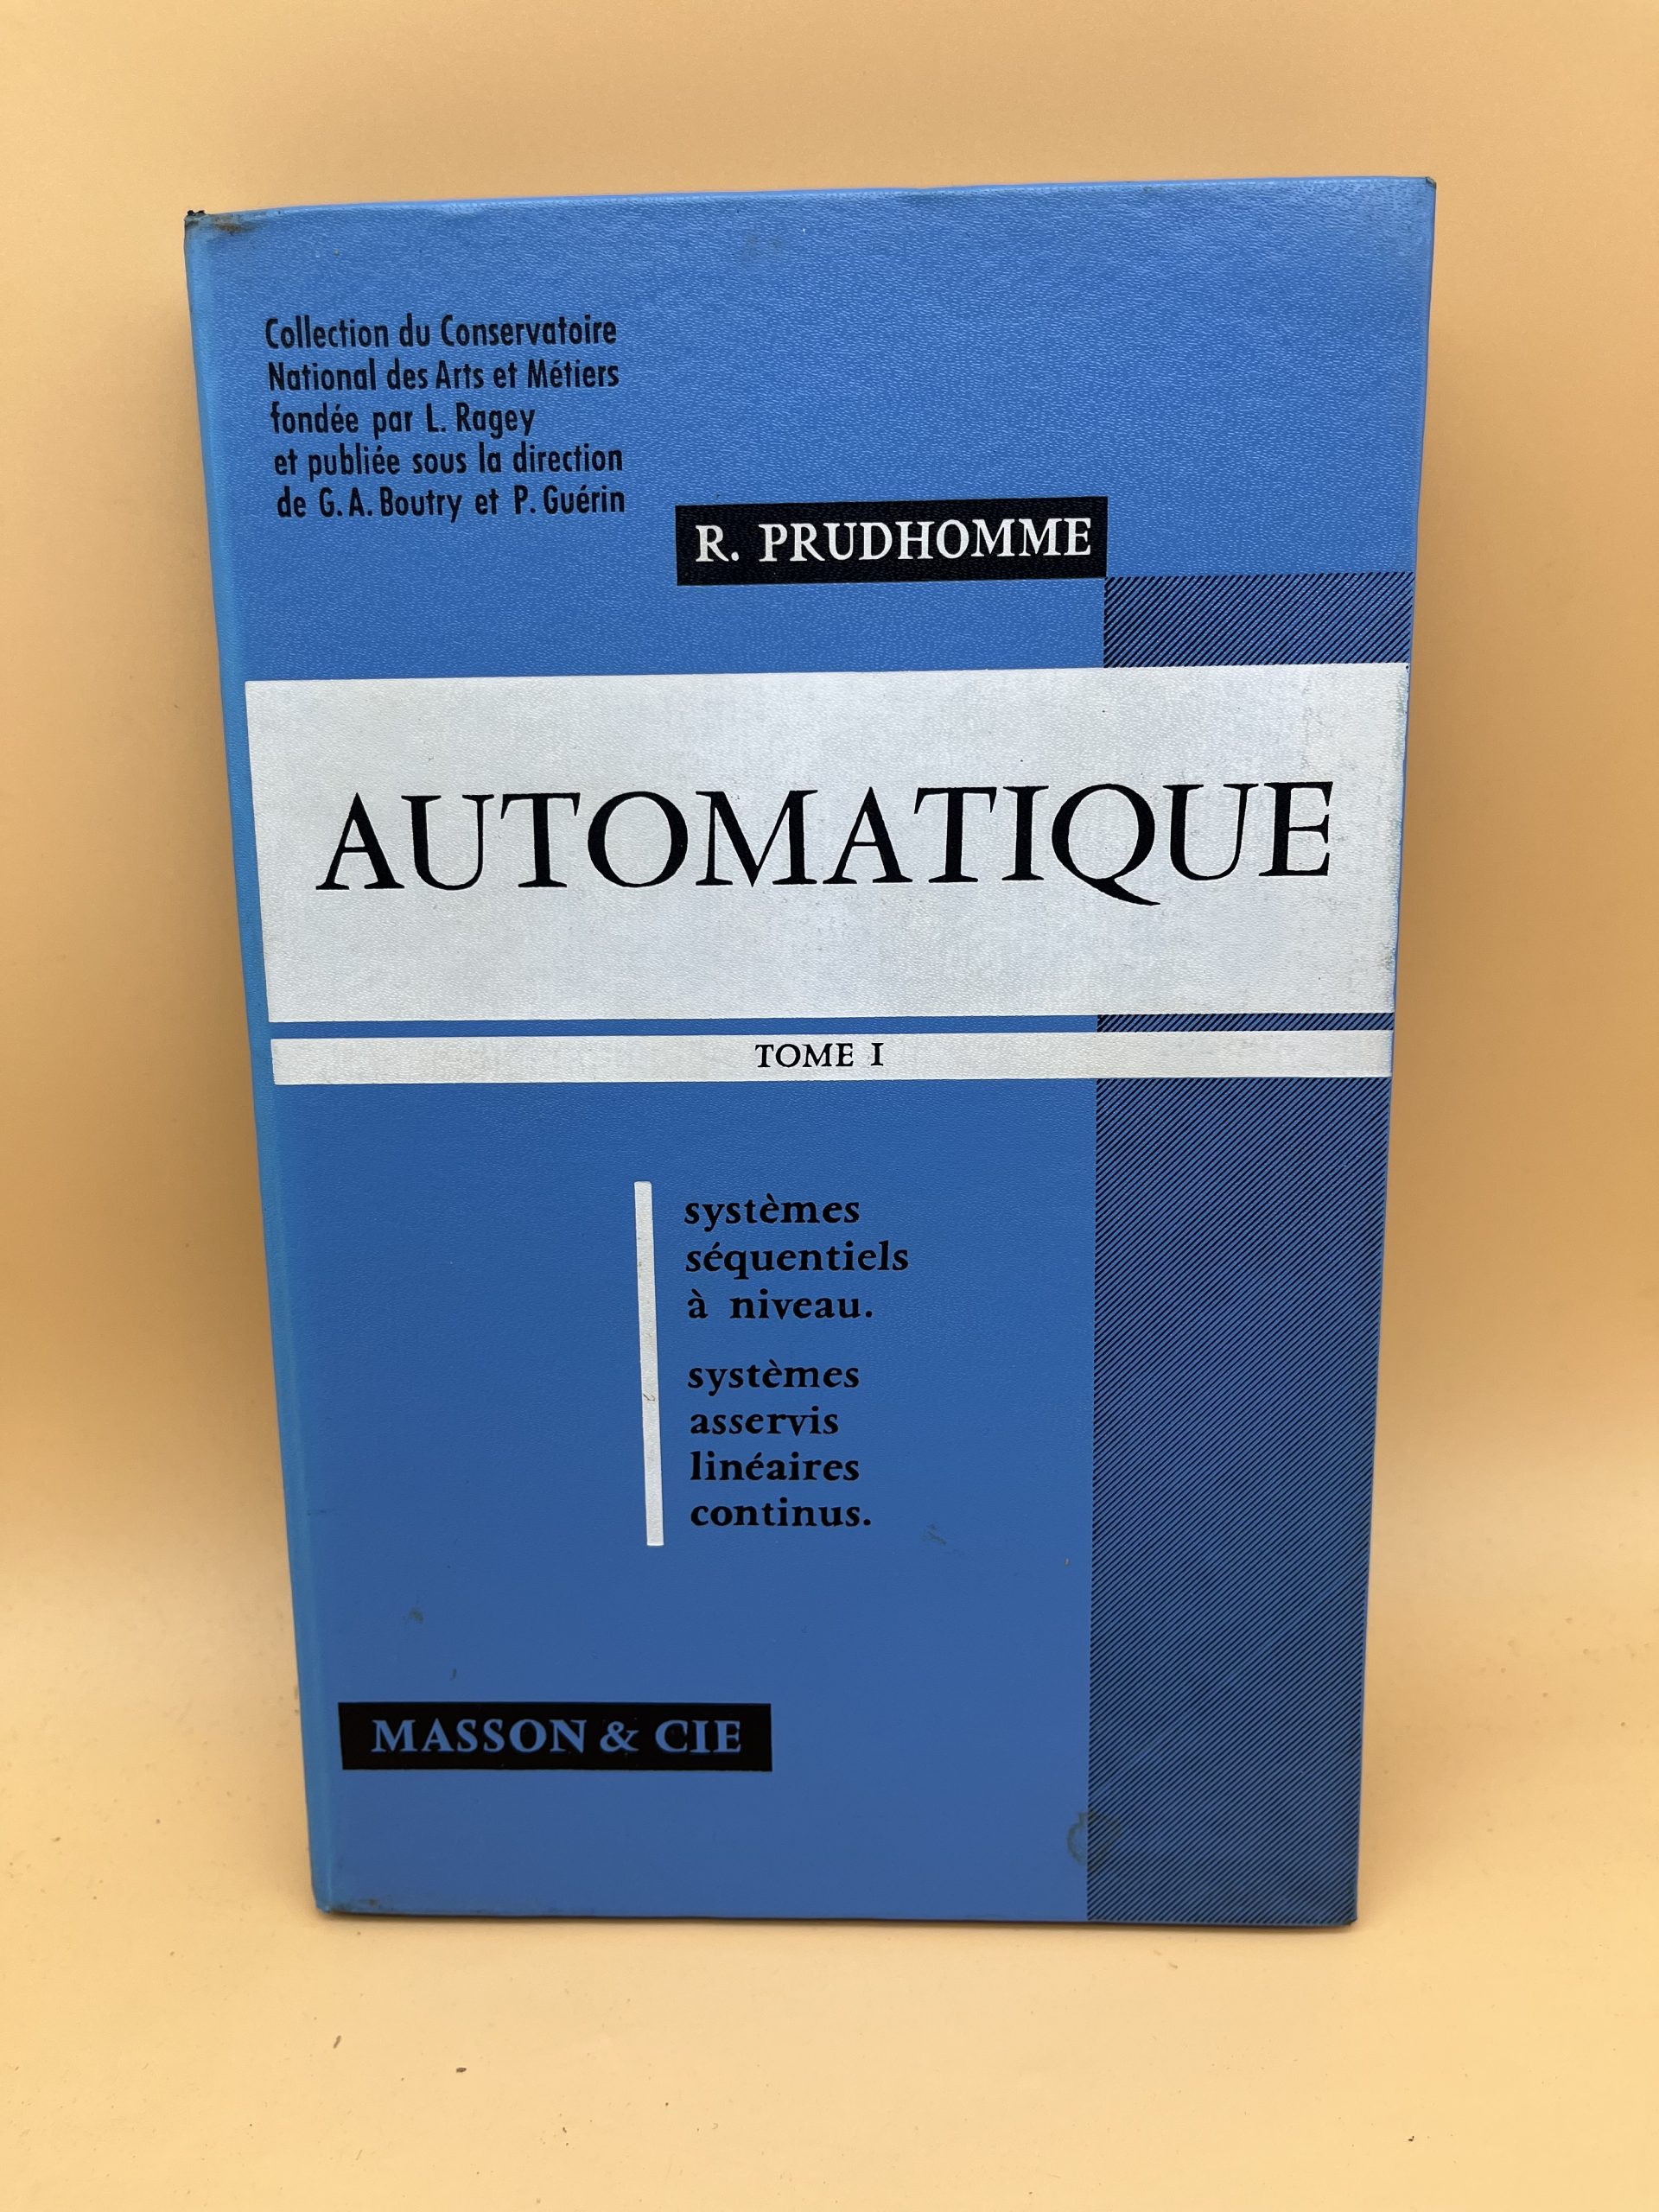 Collection du Conservatoire
National des Arts et Métiers
fondée par L. Ragey
et publiée sous la direction
de G. A. Boutry et P. Guérin
R. PRUDHOMME
AUTOMATIQUE
TOME I
systèmes
séquentiels
à niveau.
systèmes
asservis
linéaires
continus.
MASSON & CIE